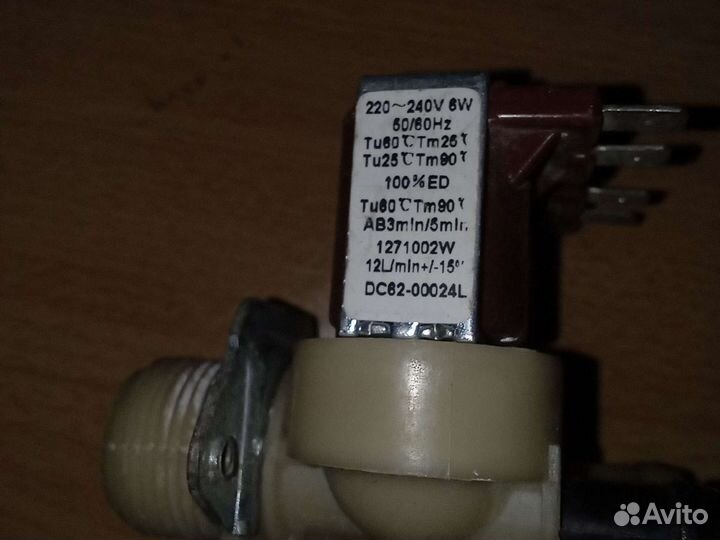 220~240V 6W
50/60Hz
Tu60℃Tm25℃
Tu25℃Tm90℃
100%ED
Tu60℃Tm90℃
AB3min/5min
1271002W
12L/min+/-15%
DC62-00024L
Avito